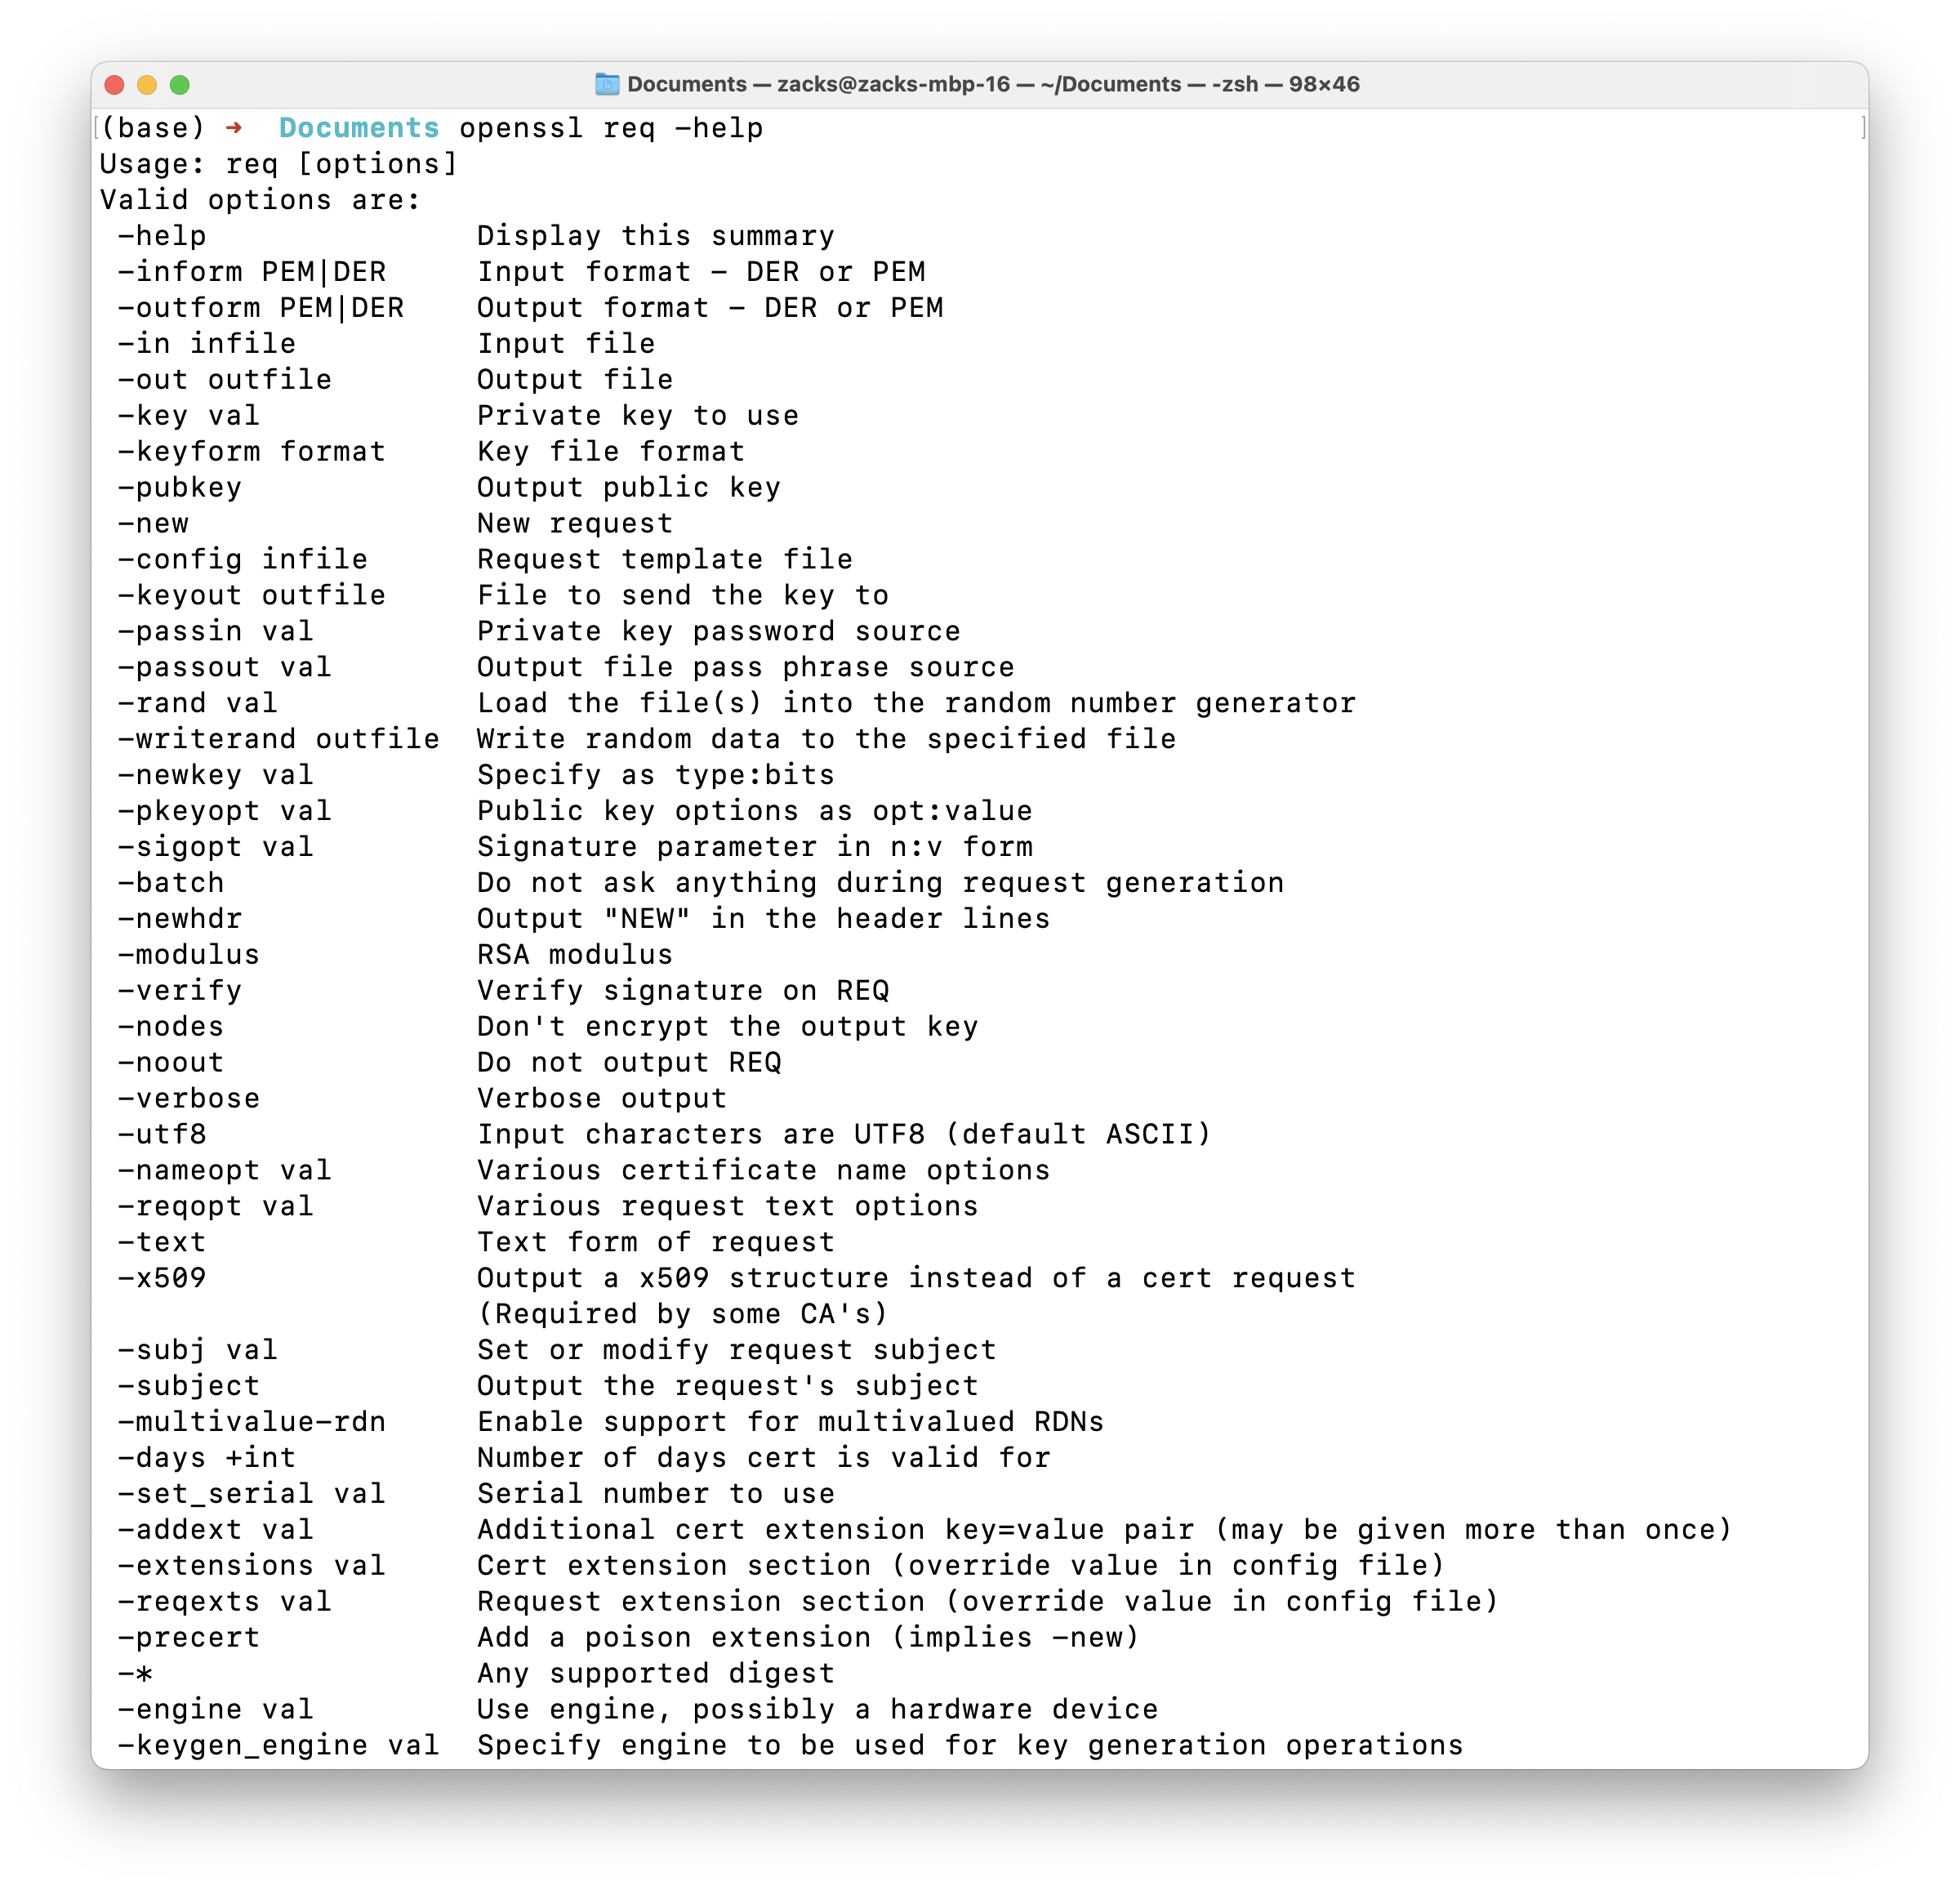 Documents — zacks@zacks-mbp-16 — ~/Documents — -zsh — 98×46
(base) ➜  Documents openssl req -help
Usage: req [options]
Valid options are:
 -help               Display this summary
 -inform PEM|DER     Input format - DER or PEM
 -outform PEM|DER    Output format - DER or PEM
 -in infile          Input file
 -out outfile        Output file
 -key val            Private key to use
 -keyform format     Key file format
 -pubkey             Output public key
 -new                New request
 -config infile      Request template file
 -keyout outfile     File to send the key to
 -passin val         Private key password source
 -passout val        Output file pass phrase source
 -rand val           Load the file(s) into the random number generator
 -writerand outfile  Write random data to the specified file
 -newkey val         Specify as type:bits
 -pkeyopt val        Public key options as opt:value
 -sigopt val         Signature parameter in n:v form
 -batch              Do not ask anything during request generation
 -newhdr             Output "NEW" in the header lines
 -modulus            RSA modulus
 -verify             Verify signature on REQ
 -nodes              Don't encrypt the output key
 -noout              Do not output REQ
 -verbose            Verbose output
 -utf8               Input characters are UTF8 (default ASCII)
 -nameopt val        Various certificate name options
 -reqopt val         Various request text options
 -text               Text form of request
 -x509               Output a x509 structure instead of a cert request
                     (Required by some CA's)
 -subj val           Set or modify request subject
 -subject            Output the request's subject
 -multivalue-rdn     Enable support for multivalued RDNs
 -days +int          Number of days cert is valid for
 -set_serial val     Serial number to use
 -addext val         Additional cert extension key=value pair (may be given more than once)
 -extensions val     Cert extension section (override value in config file)
 -reqexts val        Request extension section (override value in config file)
 -precert            Add a poison extension (implies -new)
 -*                  Any supported digest
 -engine val         Use engine, possibly a hardware device
 -keygen_engine val  Specify engine to be used for key generation operations